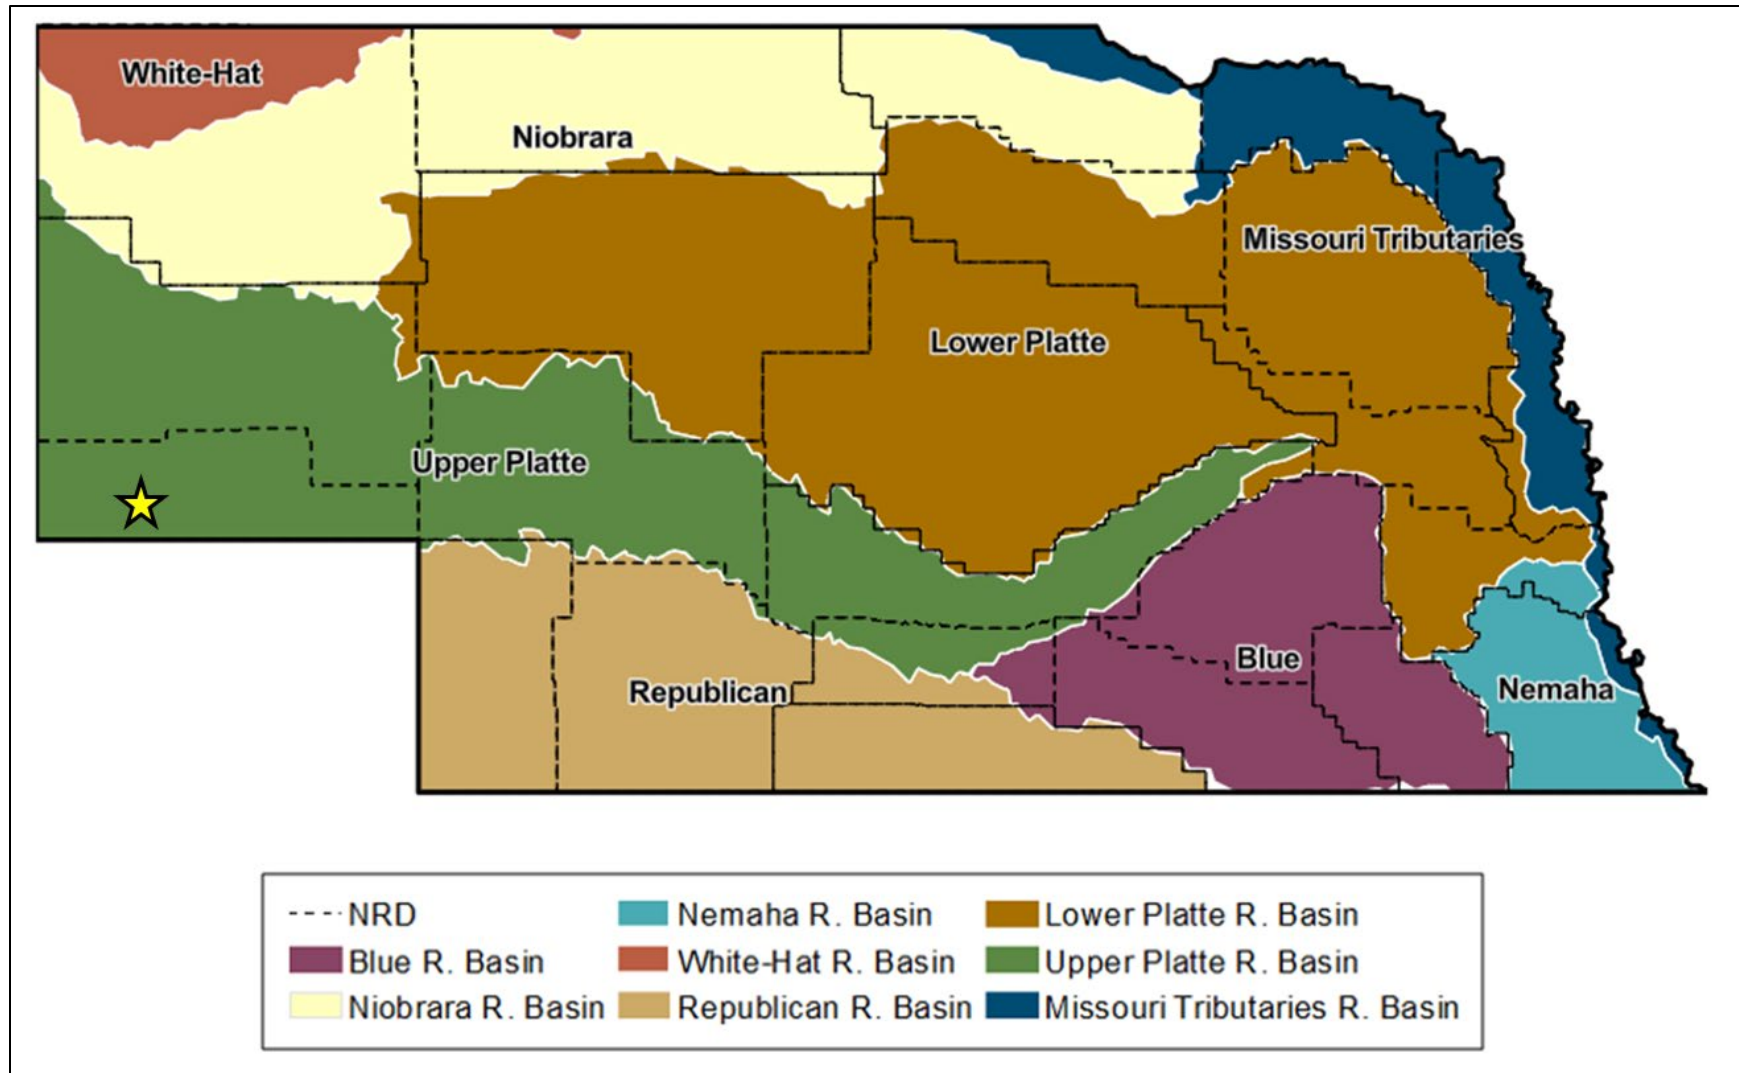 White-Hat
Niobrara
Missouri Tributaries
Lower Platte
Upper Platte
Blue
Republican
Nemaha
NRD
Nemaha R. Basin
Lower Platte R. Basin
Blue R. Basin
White-Hat R. Basin
Upper Platte R. Basin
Niobrara R. Basin
Republican R. Basin
Missouri Tributaries R. Basin